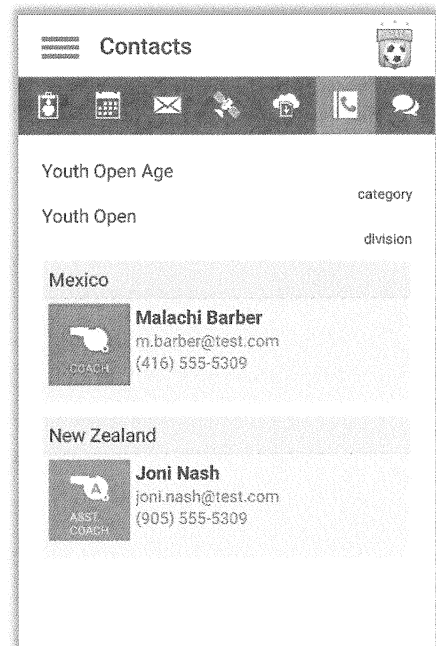 Contacts
Youth Open Age
category
Youth Open
division
Mexico
Malachi Barber
m.barber@test.com
COACH
(416) 555-5309
New Zealand
Joni Nash
A
joni.nash@test.com
ASST.
COACH
(905) 555-5309